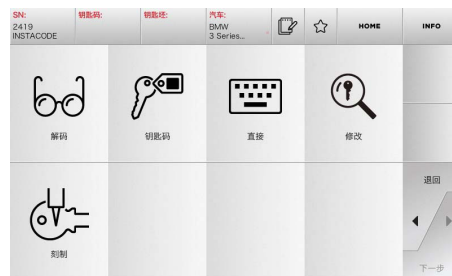 SN:
2419
INSTACODE
钥匙码:
钥匙坯:
汽车:
BMW
3 Series...
HOME
INFO
解码
钥匙码
直接
修改
刻制
退回
下一步